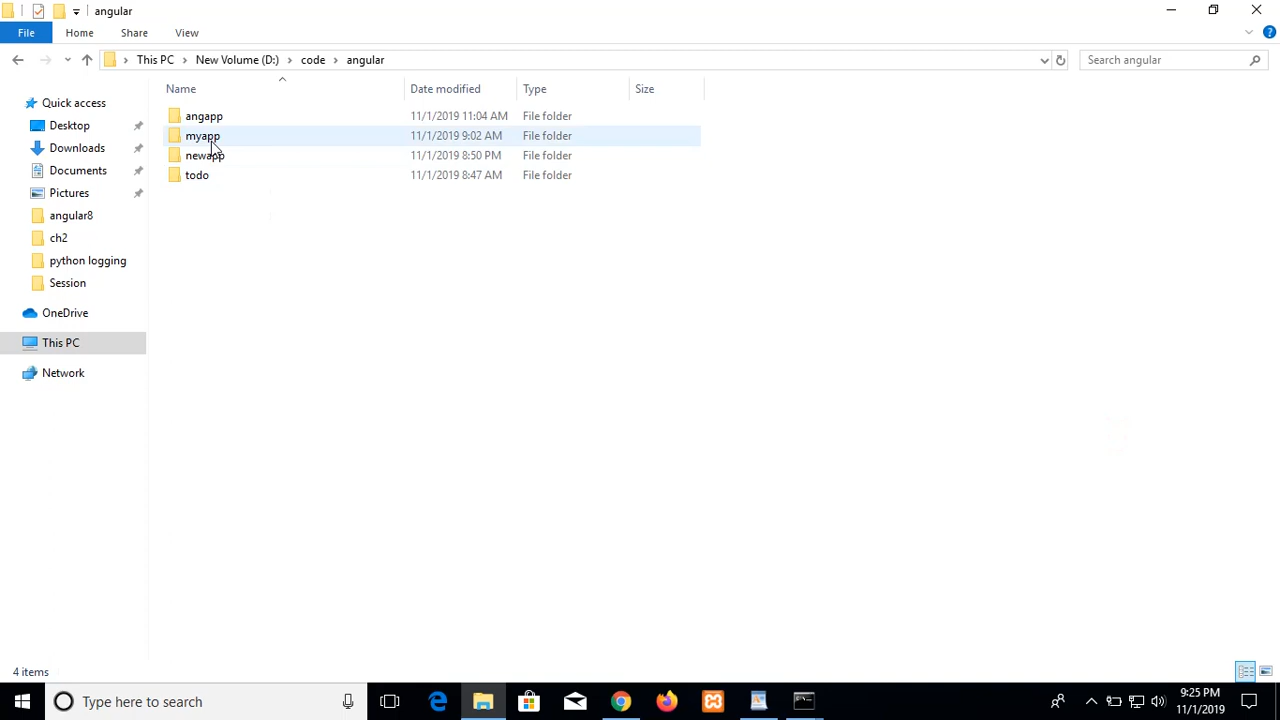 angular
File Home Share View
This PC New Volume (D:) code angular Search angular
Name Date modified Type Size
Quick access
Desktop
Downloads
Documents
Pictures
angular8
ch2
python logging
Session
OneDrive
This PC
Network
angapp 11/1/2019 11:04 AM File folder
myapp 11/1/2019 9:02 AM File folder
newapp 11/1/2019 8:50 PM File folder
todo 11/1/2019 8:47 AM File folder
4 items
Type here to search
9:25 PM
11/1/2019